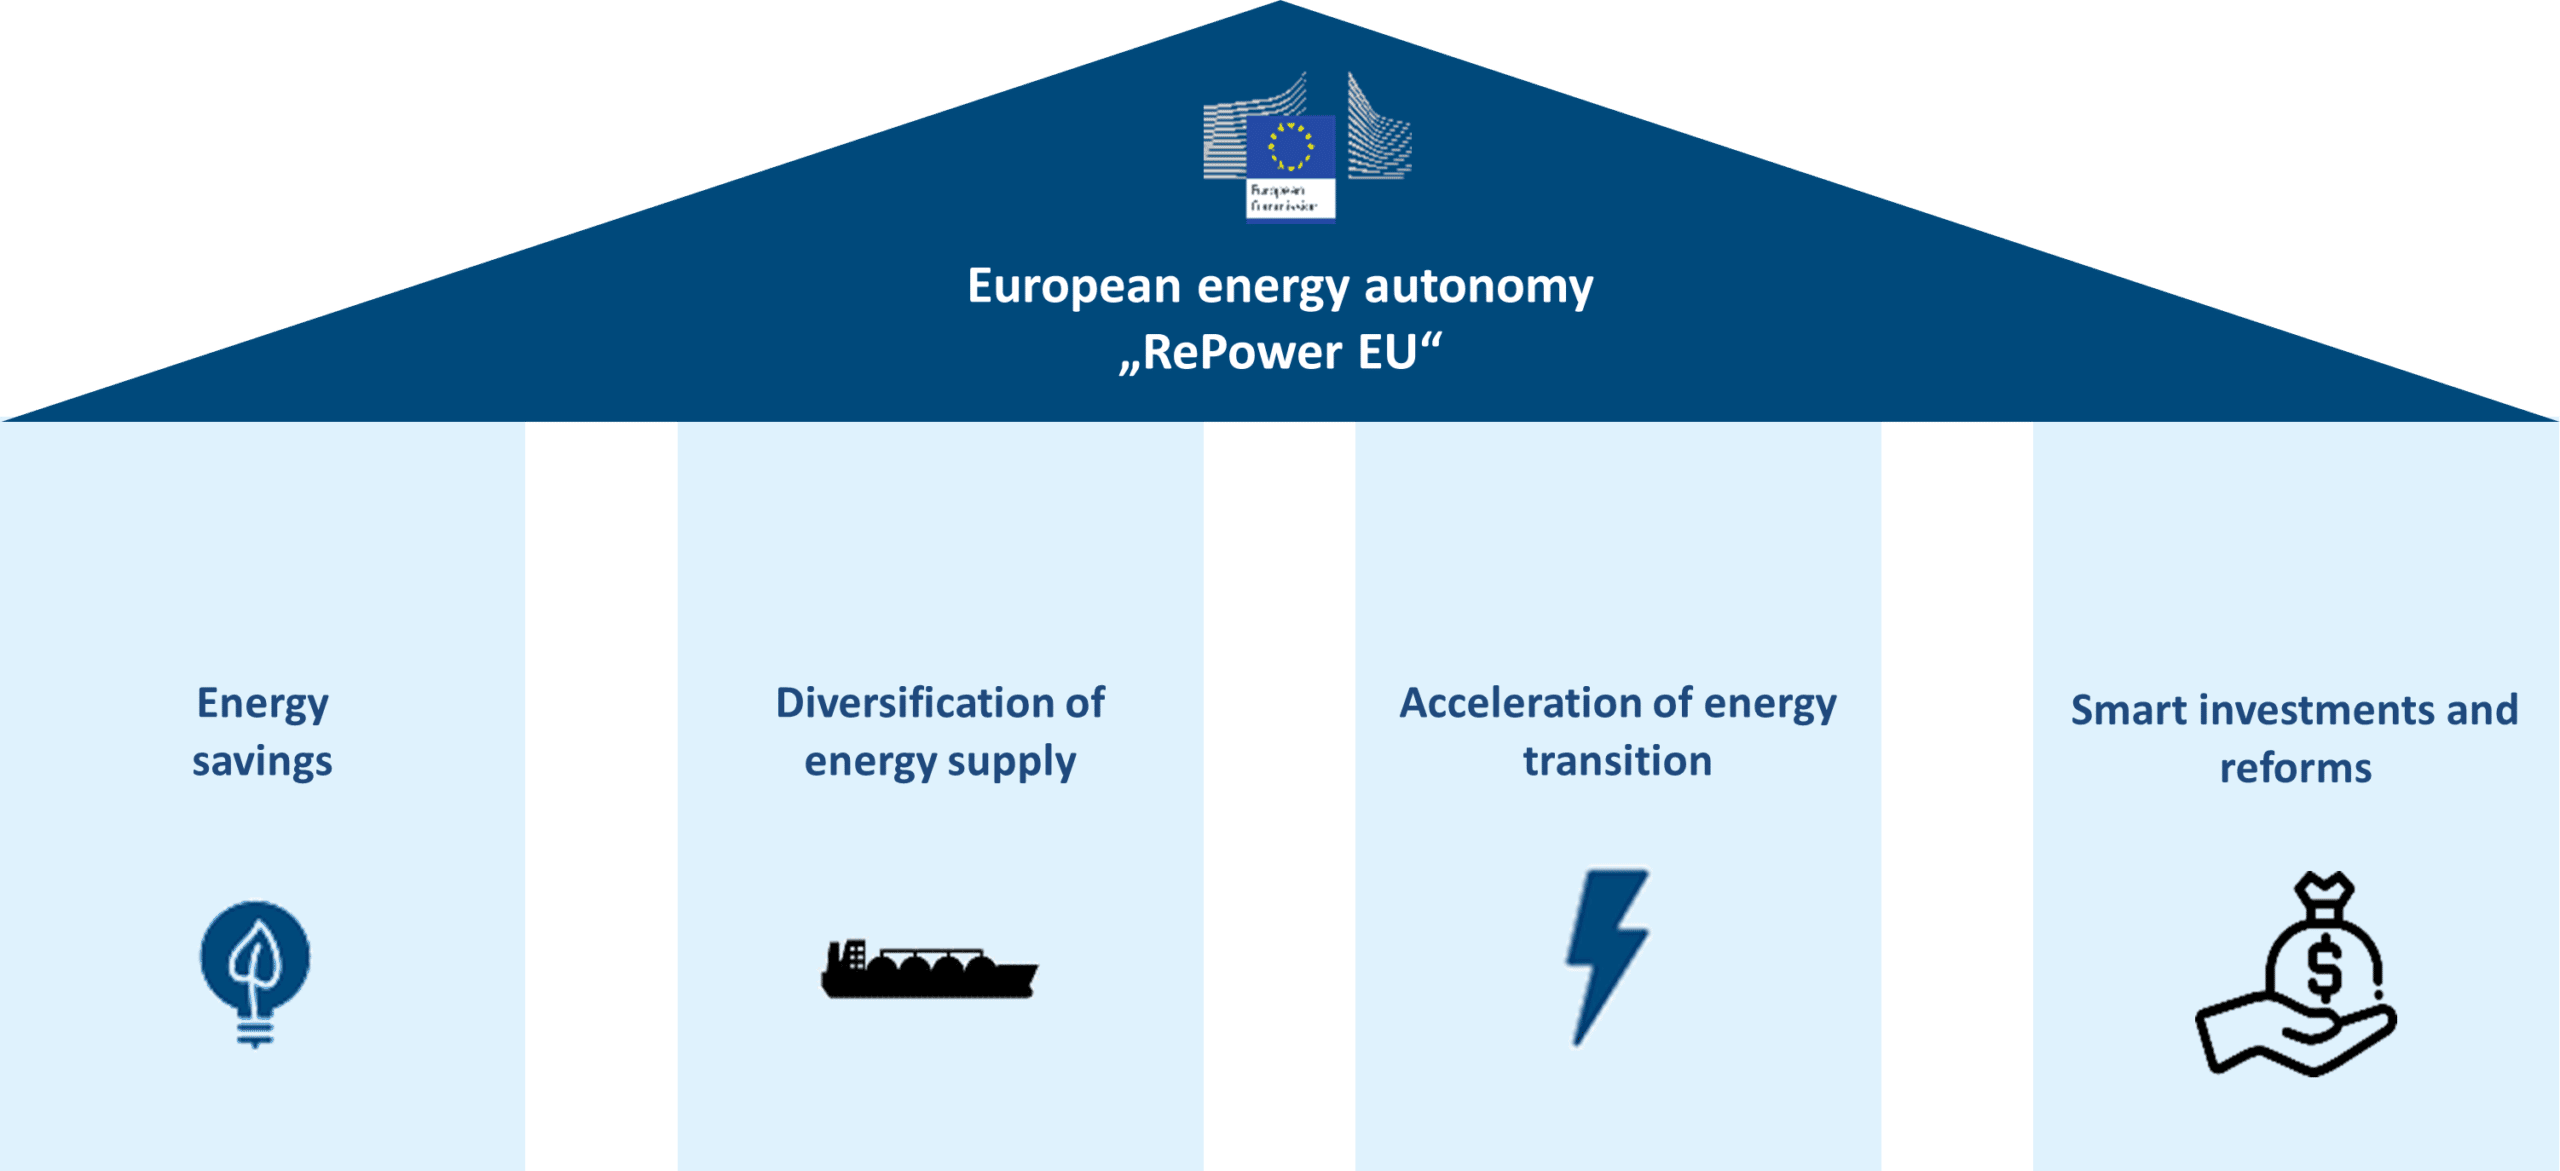 European
Commission
European energy autonomy
„RePower EU“
Energy
savings
Diversification of
energy supply
Acceleration of energy
transition
Smart investments and
reforms
$